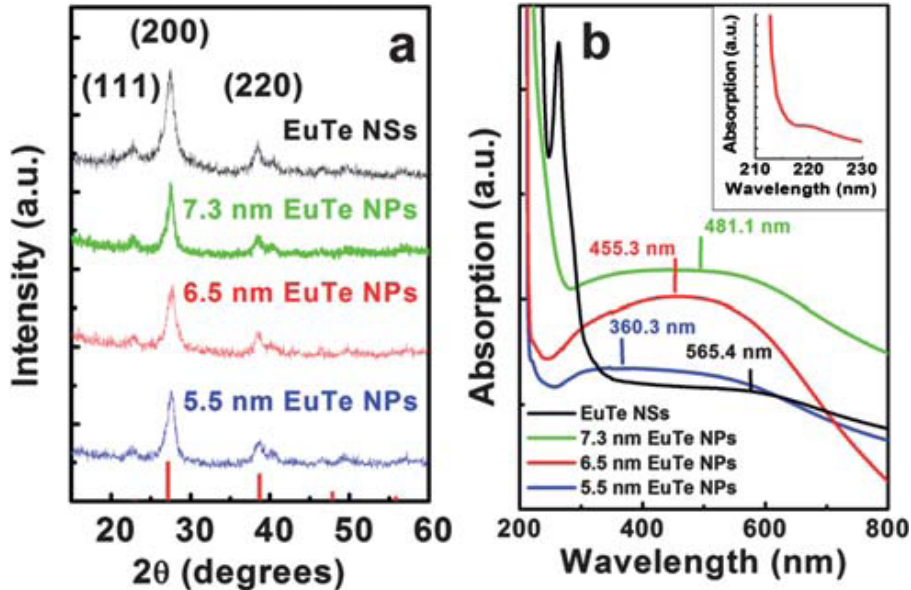 a
(200)
(111)
(220)
EuTe NSs
7.3 nm EuTe NPs
6.5 nm EuTe NPs
5.5 nm EuTe NPs
Intensity (a.u.)
20 30 40 50 60
2θ (degrees)
b
481.1 nm
455.3 nm
360.3 nm
565.4 nm
EuTe NSs
7.3 nm EuTe NPs
6.5 nm EuTe NPs
5.5 nm EuTe NPs
Absorption (a.u.)
200 400 600 800
Wavelength (nm)
Absorption (a.u.)
210 220 230
Wavelength (nm)